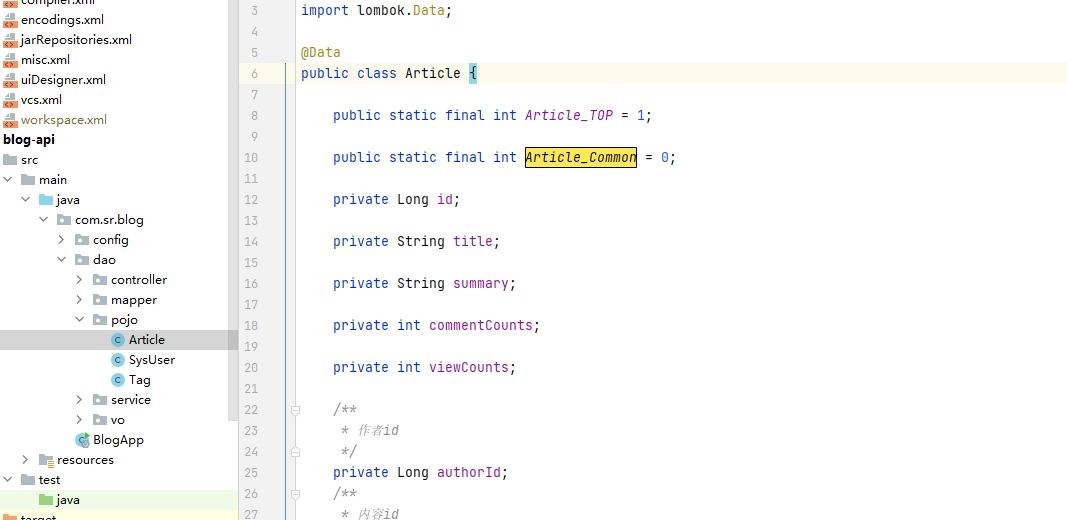 compiler.xml
encodings.xml
jarRepositories.xml
misc.xml
uiDesigner.xml
vcs.xml
workspace.xml
blog-api
src
main
java
com.sr.blog
config
dao
controller
mapper
pojo
Article
SysUser
Tag
service
vo
BlogApp
resources
test
java
target
3 import lombok.Data;
4
5 @Data
6 public class Article {
7
8 public static final int Article_TOP = 1;
9
10 public static final int Article_Common = 0;
11
12 private Long id;
13
14 private String title;
15
16 private String summary;
17
18 private int commentCounts;
19
20 private int viewCounts;
21
22 /**
23 * 作者id
24 */
25 private Long authorId;
26 /**
27 * 内容id